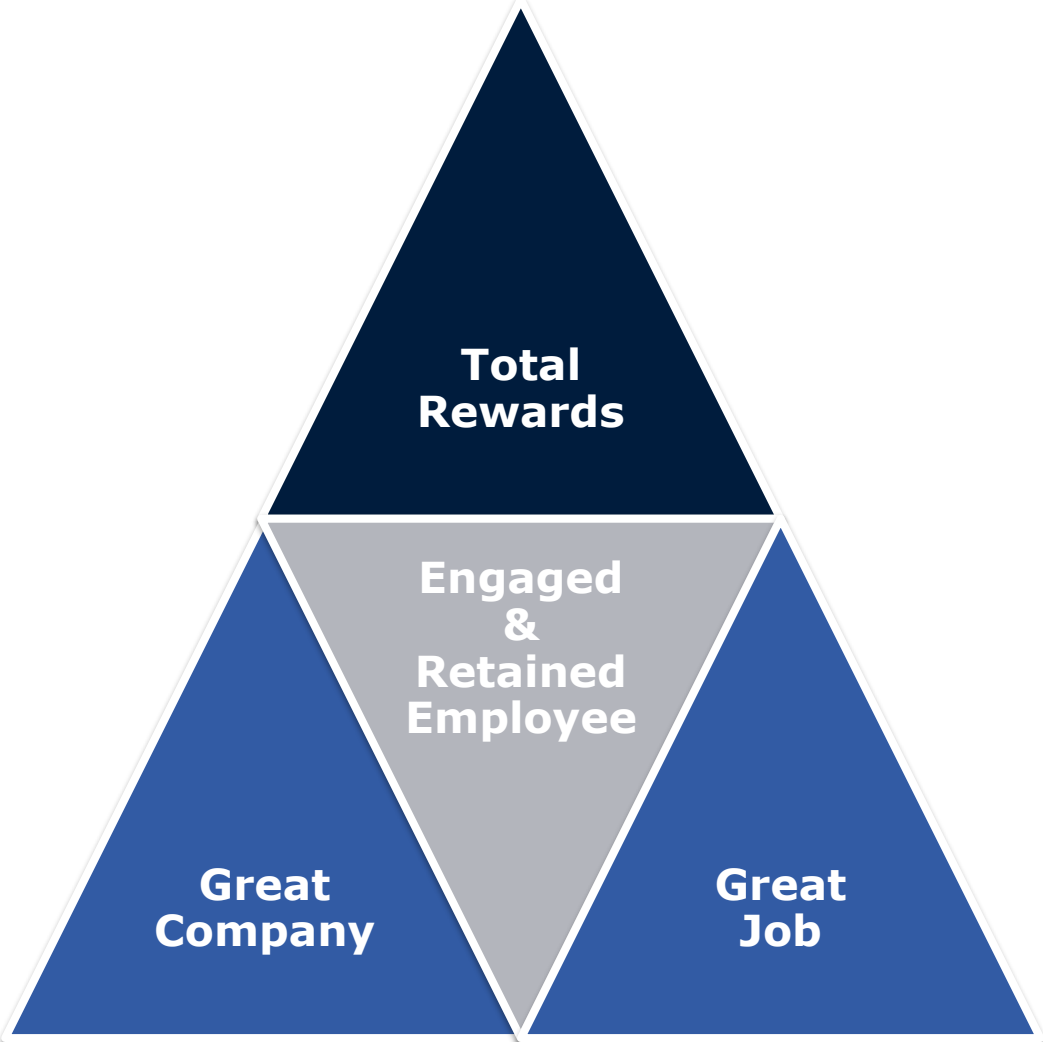 Total
Rewards
Engaged
&
Retained
Employee
Great
Company
Great
Job